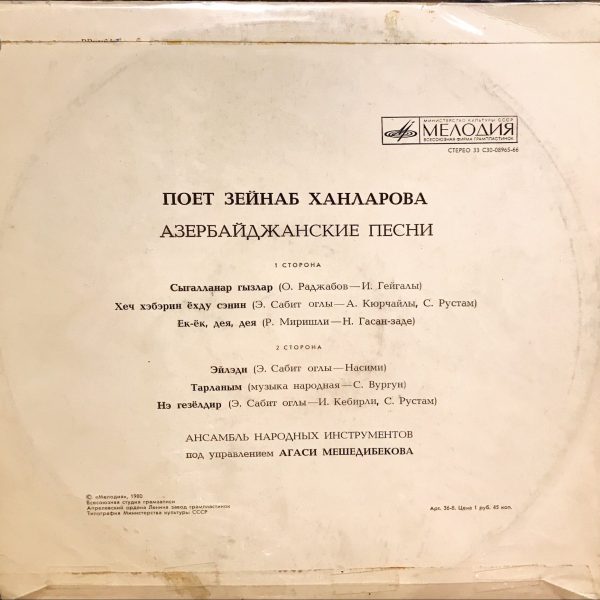 МИНИСТЕРСТВО КУЛЬТУРЫ СССР
МЕЛОДИЯ
ВСЕСОЮЗНАЯ ФИРМА ГРАМПЛАСТИНОК
СТЕРЕО 33 С30-08965-66
ПОЕТ ЗЕЙНАБ ХАНЛАРОВА
АЗЕРБАЙДЖАНСКИЕ ПЕСНИ
1 СТОРОНА
Сыгалланар гызлар (О. Раджабов — И. Гейгалы)
Хеч хэбэрин ёхду сэнин (Э. Сабит оглы — А. Кюрчайлы, С. Рустам)
Ек-ёк, дея, дея (Р. Миришли — Н. Гасан-заде)
2 СТОРОНА
Эйлэди (Э. Сабит оглы — Насими)
Тарланым (музыка народная — С. Вургун)
Нэ гезёлдир (Э. Сабит оглы — И. Кебирли, С. Рустам)
АНСАМБЛЬ НАРОДНЫХ ИНСТРУМЕНТОВ
под управлением АГАСИ МЕШЕДИБЕКОВА
© «Мелодия», 1980
Всесоюзная студия грамзаписи
Апрелевский ордена Ленина завод грампластинок
Типография Министерства культуры СССР
Арт. 36-8. Цена 1 руб. 45 коп.